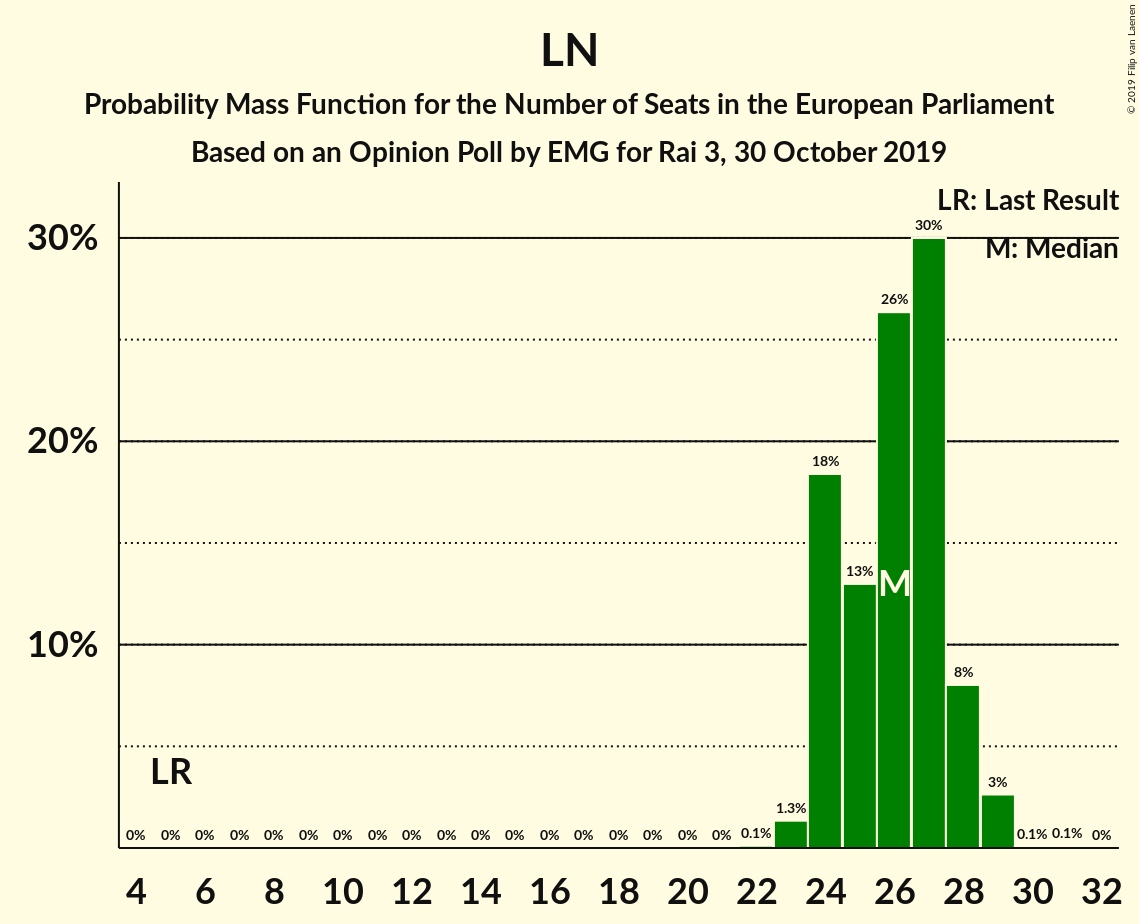 LN
Probability Mass Function for the Number of Seats in the European Parliament
Based on an Opinion Poll by EMG for Rai 3, 30 October 2019
© 2019 Filip van Laenen
LR: Last Result
M: Median
30%
20%
10%
30%
26%
18%
13%
M
8%
LR
3%
1.3%
0% 0% 0% 0% 0% 0% 0% 0% 0% 0% 0% 0% 0% 0% 0% 0% 0% 0% 0.1% 0.1% 0.1% 0%
4 6 8 10 12 14 16 18 20 22 24 26 28 30 32